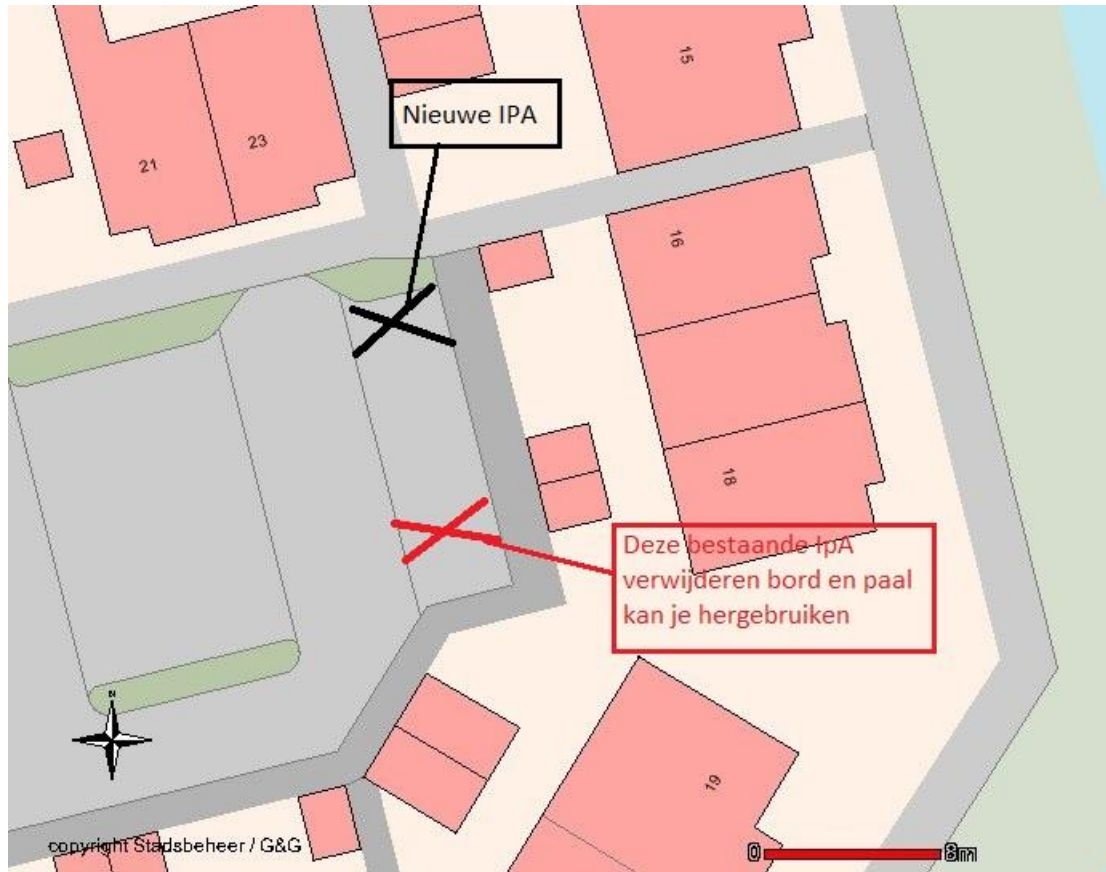 15
Nieuwe IPA
23
21
16
18
Deze bestaande IpA
verwijderen bord en paal
kan je hergebruiken
N
19
copyright Stadsbeheer / G&G
0 8m